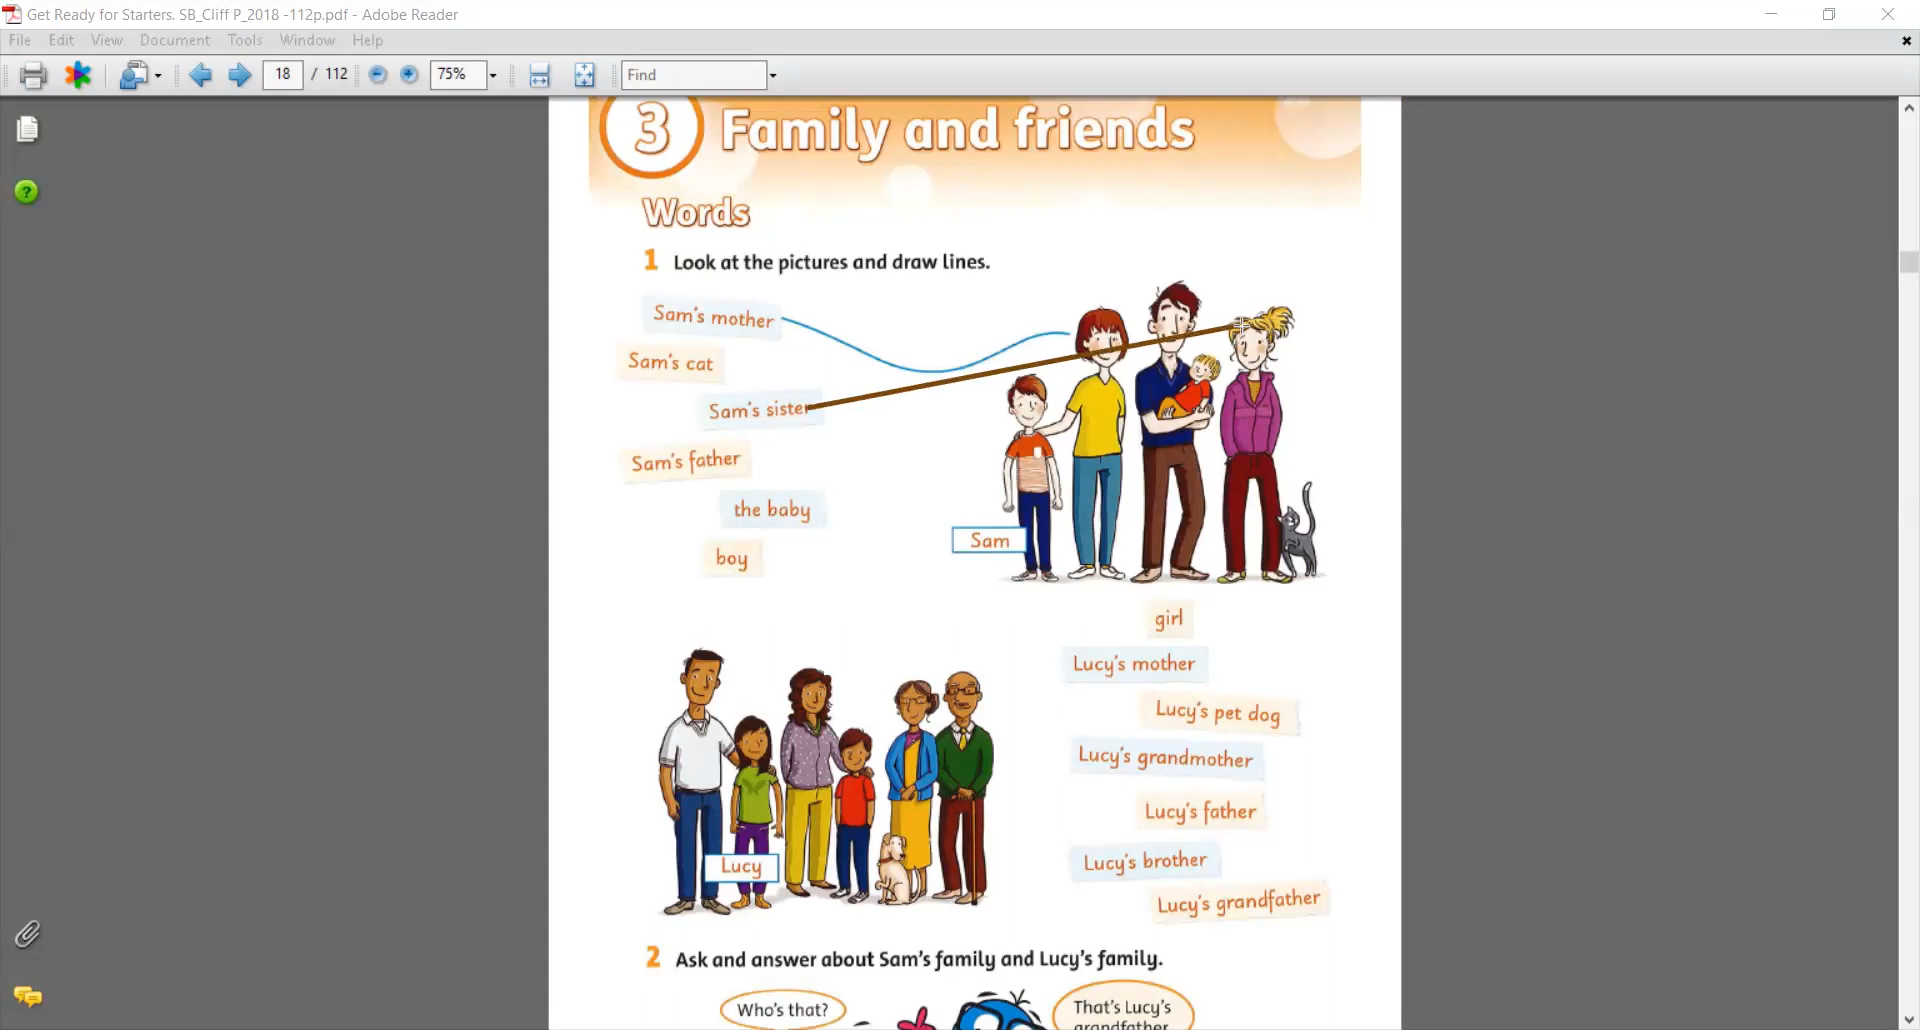 Get Ready for Starters. SB_Cliff P_2018 -112p.pdf - Adobe Reader
File Edit View Document Tools Window Help
18 / 112 75% Find
3 Family and friends
Words
1 Look at the pictures and draw lines.
Sam's mother
Sam's cat
Sam's sister
Sam's father
the baby
boy
Sam
girl
Lucy's mother
Lucy's pet dog
Lucy's grandmother
Lucy's father
Lucy's brother
Lucy's grandfather
Lucy
2 Ask and answer about Sam's family and Lucy's family.
Who's that?
That's Lucy's
grandfather